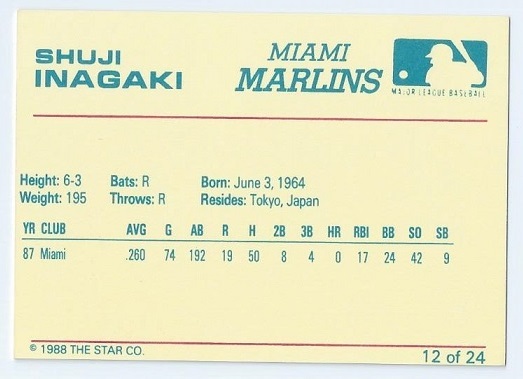 SHUJI
INAGAKI
MIAMI
MARLINS
MAJOR LEAGUE BASEBALL
Height: 6-3 Bats: R Born: June 3, 1964
Weight: 195 Throws: R Resides: Tokyo, Japan
YR CLUB AVG G AB R H 2B 3B HR RBI BB SO SB
87 Miami .260 74 192 19 50 8 4 0 17 24 42 9
© 1988 THE STAR CO. 12 of 24